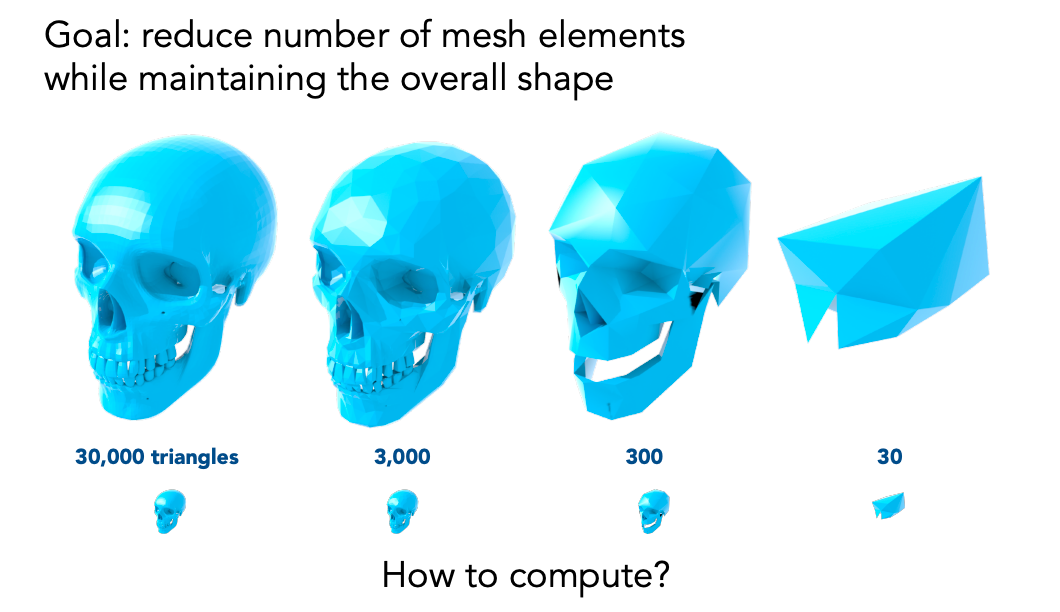 Goal: reduce number of mesh elements
while maintaining the overall shape
30,000 triangles
3,000
300
30
How to compute?